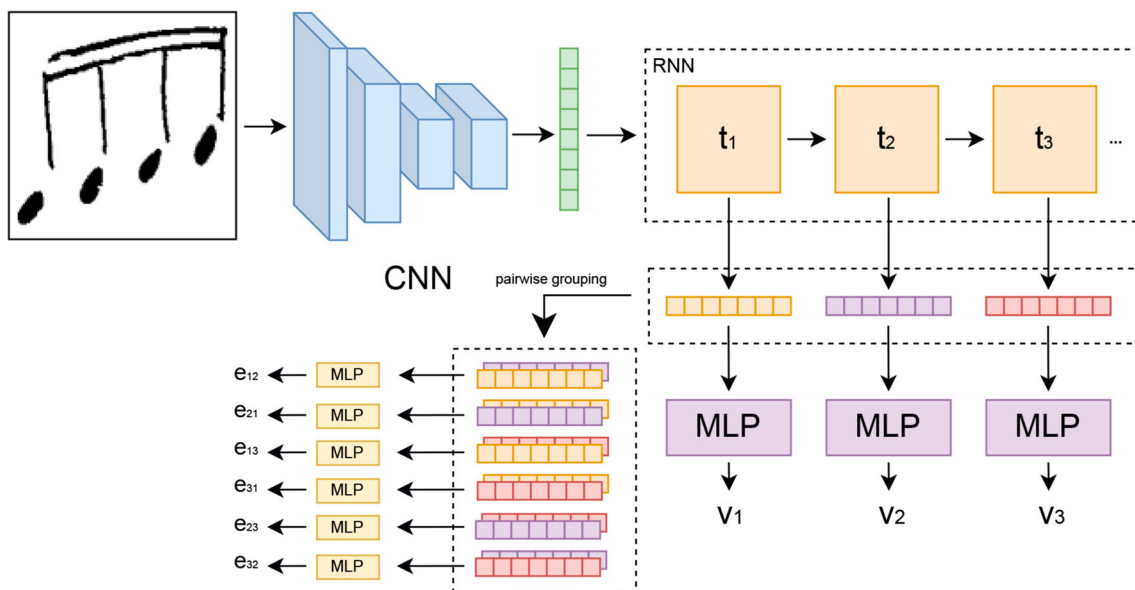 RNN
t₁ t₂ t₃ ...
CNN
pairwise grouping
e₁₂ MLP
e₂₁ MLP
e₁₃ MLP
e₃₁ MLP
e₂₃ MLP
e₃₂ MLP
MLP MLP MLP
v₁ v₂ v₃